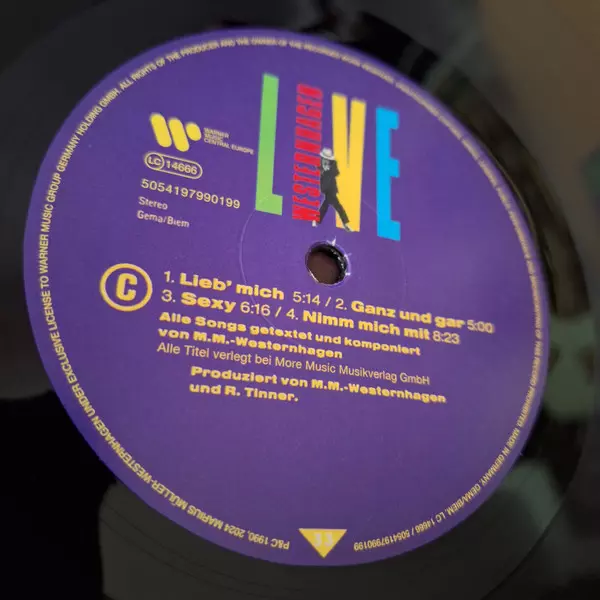 LIVE
WESTERNHAGEN
WARNER
MUSIC
CENTRAL EUROPE
LC 14666
5054197990199
Stereo
Gema/Biem
C
1. Lieb' mich 5:14 / 2. Ganz und gar 5:00
3. Sexy 6:16 / 4. Nimm mich mit 8:23
Alle Songs getextet und komponiert
von M.M.-Westernhagen
Alle Titel verlegt bei More Music Musikverlag GmbH
Produziert von M.M.-Westernhagen
und R. Tinner.
P&C 1990, 2024 MARIUS MÜLLER-WESTERNHAGEN UNDER EXCLUSIVE LICENSE TO WARNER MUSIC GROUP GERMANY HOLDING GMBH. ALL RIGHTS OF THE PRODUCER AND THE OWNER OF THE RECORDED WORK RESERVED. PROHIBITED. MADE IN GERMANY. GEMA/BIEM. LC 14666 / 5054197990199